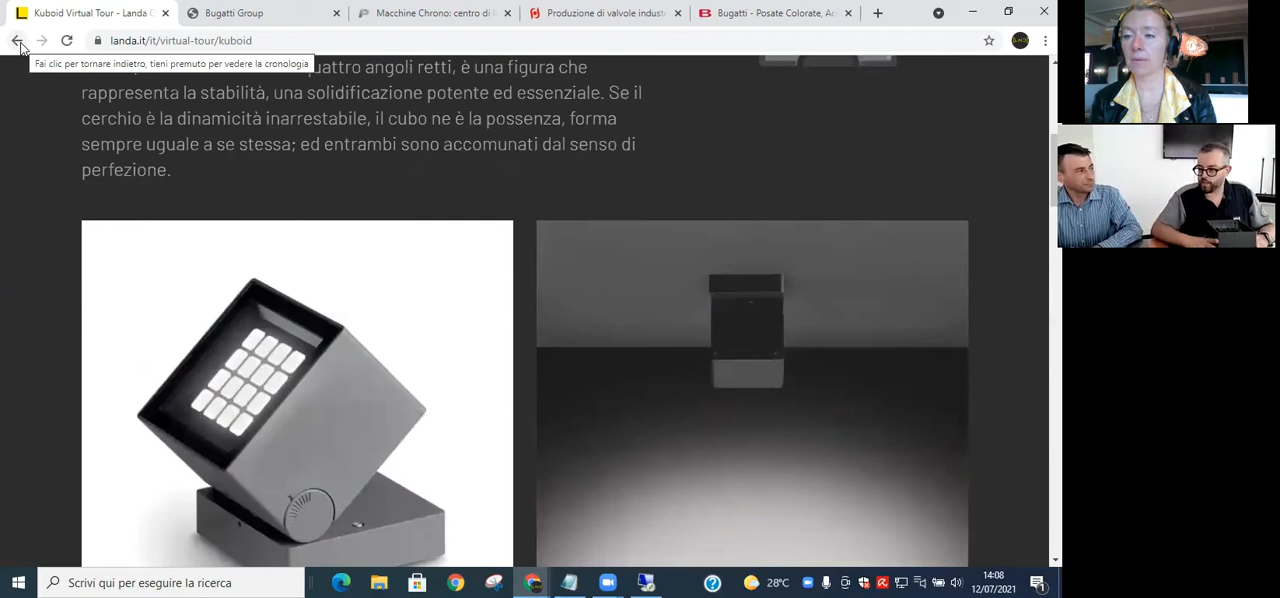 Kuboid Virtual Tour - Landa
Bugatti Group
Macchine Chrono: centro di
Produzione di valvole indust
Bugatti - Posate Colorate, Ac
landa.it/it/virtual-tour/kuboid
Fai clic per tornare indietro, tieni premuto per vedere la cronologia
quattro angoli retti, è una figura che
rappresenta la stabilità, una solidificazione potente ed essenziale. Se il
cerchio è la dinamicità inarrestabile, il cubo ne è la possenza, forma
sempre uguale a se stessa; ed entrambi sono accomunati dal senso di
perfezione.
Scrivi qui per eseguire la ricerca
28°C
14:08
12/07/2021
1